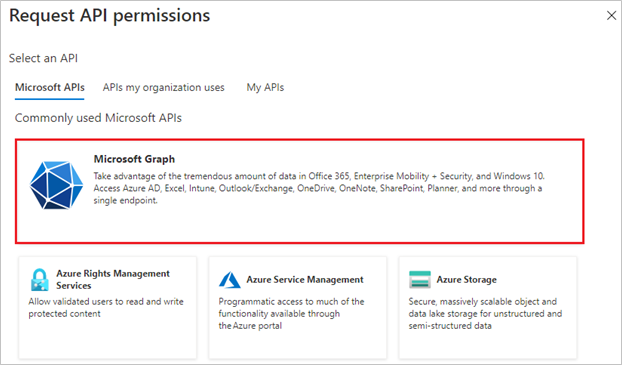 Request API permissions
Select an API
Microsoft APIs APIs my organization uses My APIs
Commonly used Microsoft APIs
Microsoft Graph
Take advantage of the tremendous amount of data in Office 365, Enterprise Mobility + Security, and Windows 10.
Access Azure AD, Excel, Intune, Outlook/Exchange, OneDrive, OneNote, SharePoint, Planner, and more through a
single endpoint.
Azure Rights Management
Services
Allow validated users to read and write
protected content
Azure Service Management
Programmatic access to much of the
functionality available through
the Azure portal
Azure Storage
Secure, massively scalable object and
data lake storage for unstructured and
semi-structured data